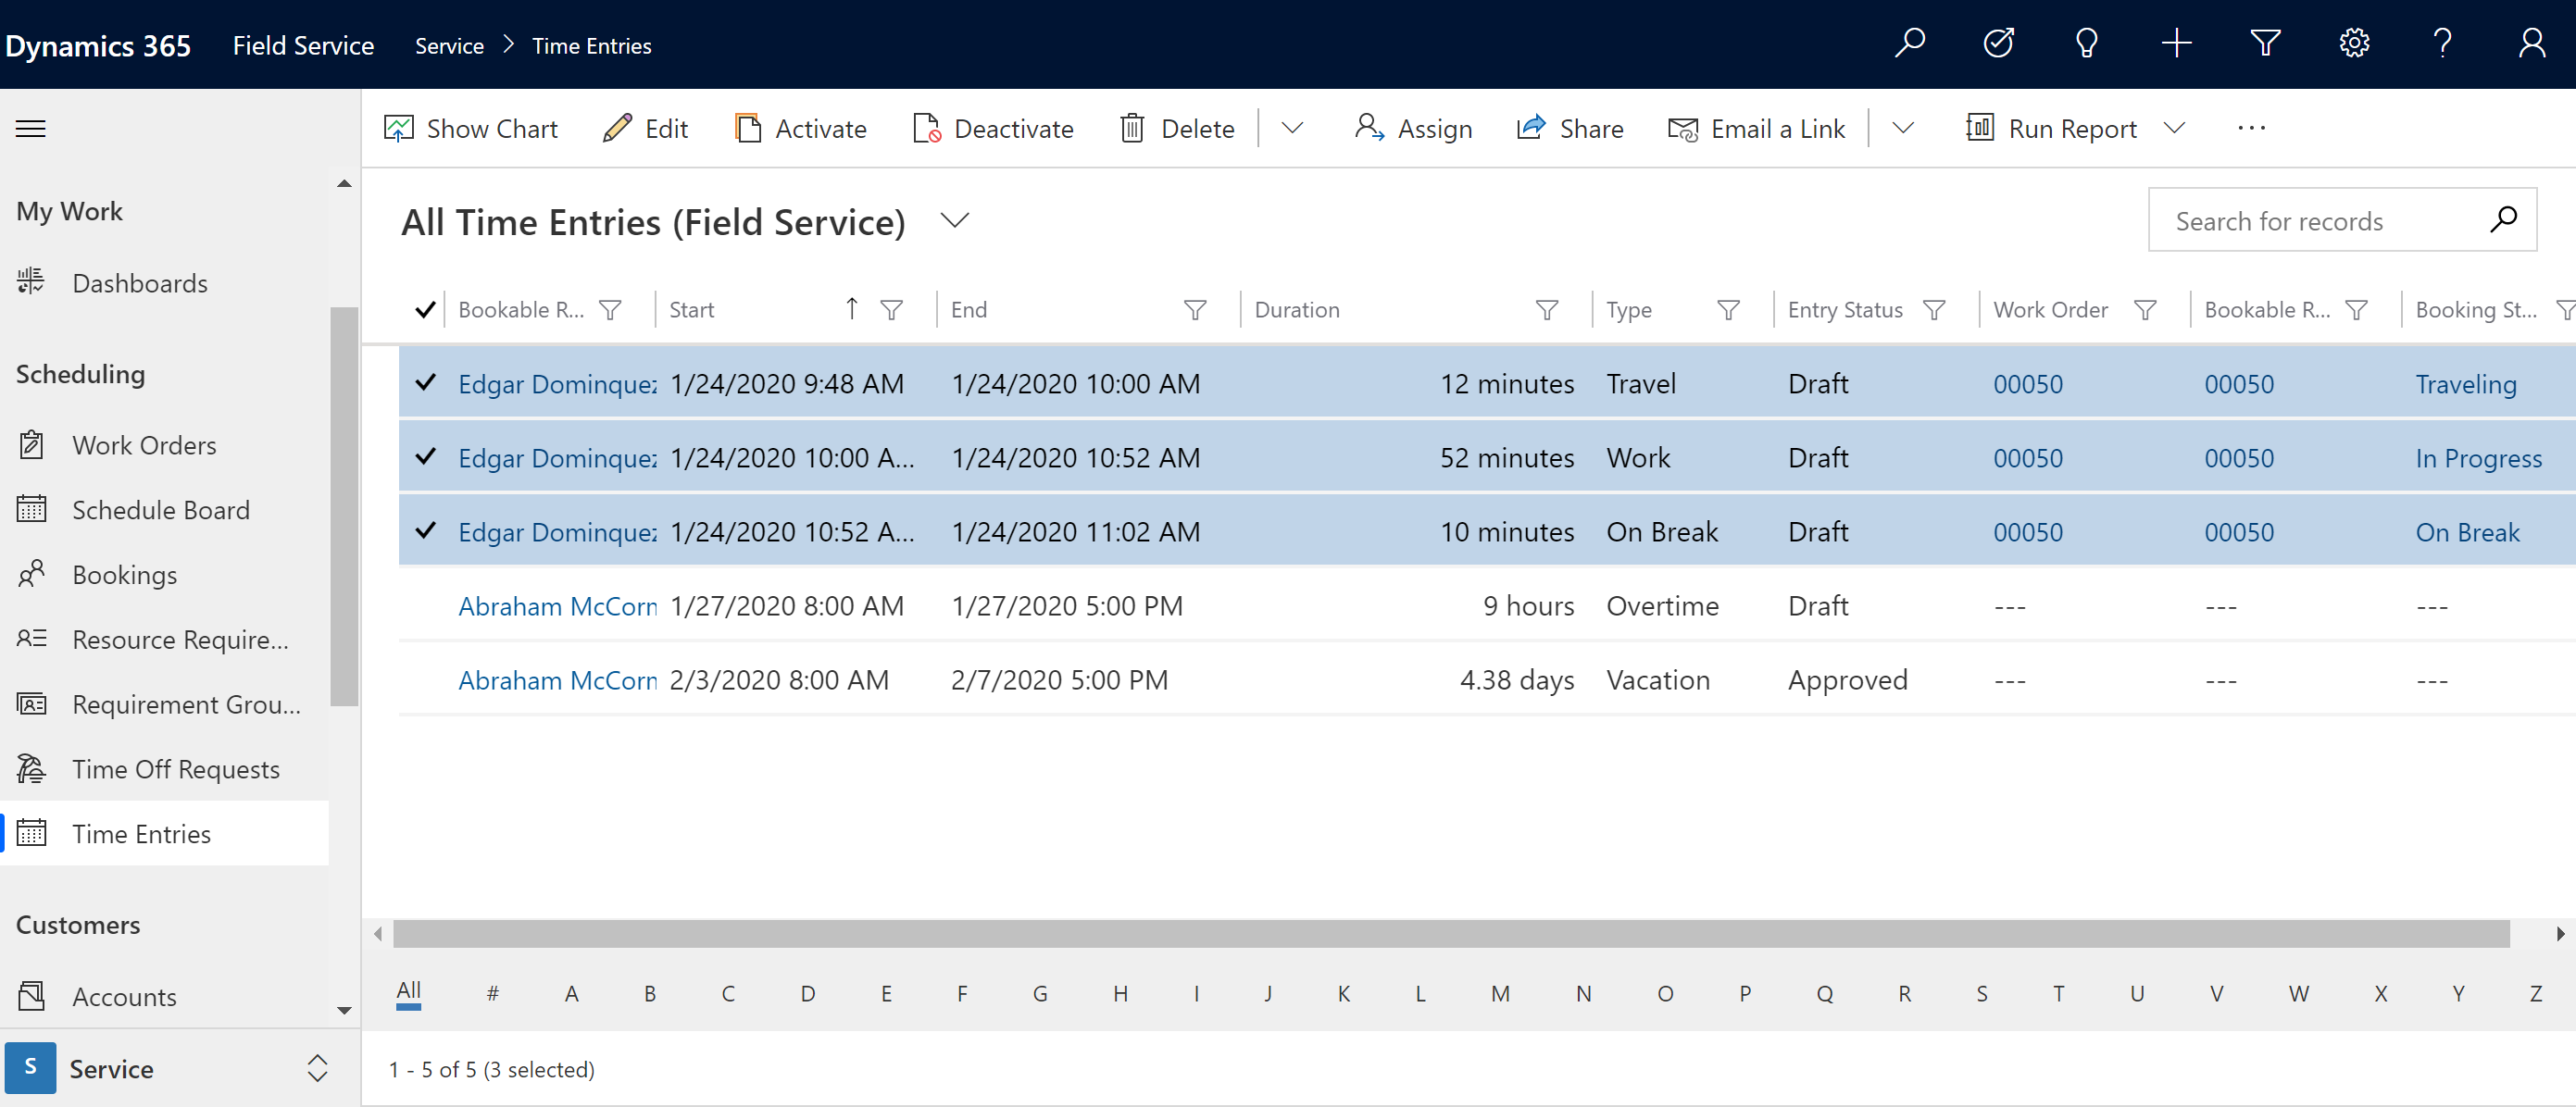 Dynamics 365 Field Service Service > Time Entries
Show Chart Edit Activate Deactivate Delete Assign Share Email a Link Run Report ...
My Work
Dashboards
Scheduling
Work Orders
Schedule Board
Bookings
Resource Require...
Requirement Grou...
Time Off Requests
Time Entries
Customers
Accounts
S Service
All Time Entries (Field Service)
Search for records
Bookable R... Start End Duration Type Entry Status Work Order Bookable R... Booking St...
Edgar Dominquez 1/24/2020 9:48 AM 1/24/2020 10:00 AM 12 minutes Travel Draft 00050 00050 Traveling
Edgar Dominquez 1/24/2020 10:00 A... 1/24/2020 10:52 AM 52 minutes Work Draft 00050 00050 In Progress
Edgar Dominquez 1/24/2020 10:52 A... 1/24/2020 11:02 AM 10 minutes On Break Draft 00050 00050 On Break
Abraham McCorn 1/27/2020 8:00 AM 1/27/2020 5:00 PM 9 hours Overtime Draft --- --- ---
Abraham McCorn 2/3/2020 8:00 AM 2/7/2020 5:00 PM 4.38 days Vacation Approved --- --- ---
All # A B C D E F G H I J K L M N O P Q R S T U V W X Y Z
1 - 5 of 5 (3 selected)